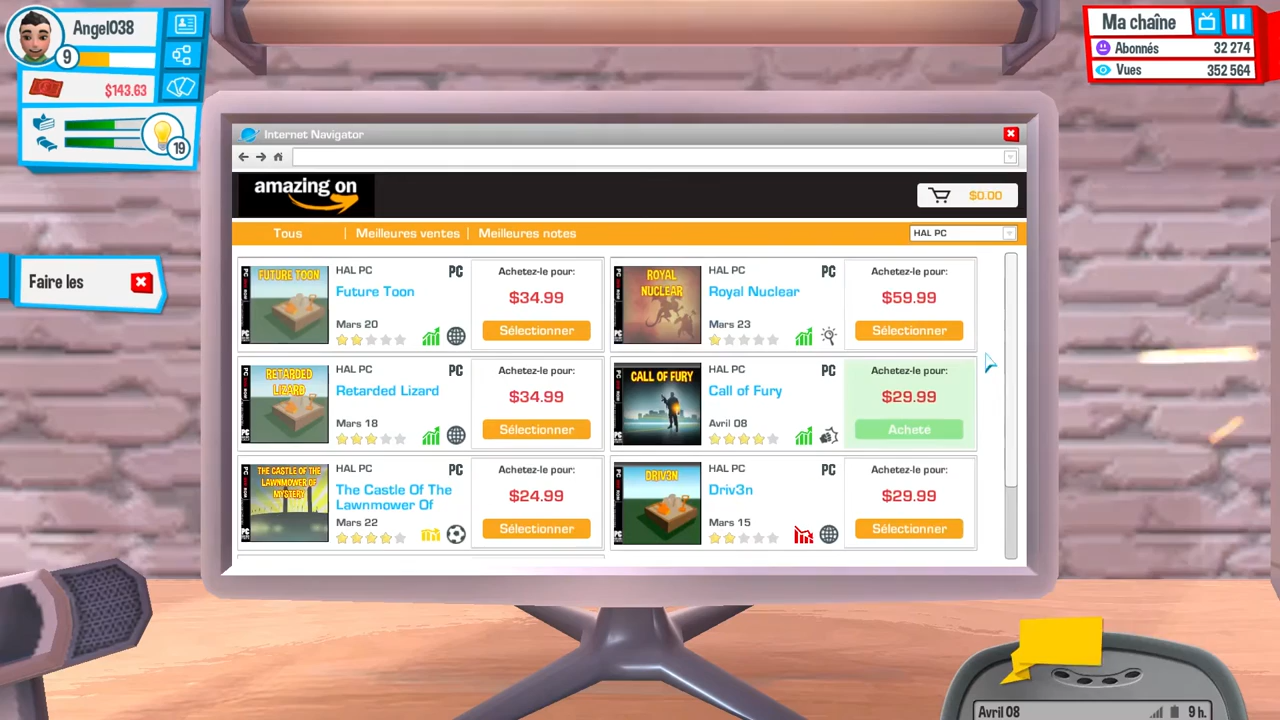 Angel038
9
$143.63
19
Ma chaîne
Abonnés 32 274
Vues 352 564
Faire les
Internet Navigator
amazing on
$0.00
Tous | Meilleures ventes | Meilleures notes
HAL PC
FUTURE TOON
HAL PC
PC
Future Toon
Mars 20
Achetez-le pour:
$34.99
Sélectionner
ROYAL
NUCLEAR
HAL PC
PC
Royal Nuclear
Mars 23
Achetez-le pour:
$59.99
Sélectionner
RETARDED
LIZARD
HAL PC
PC
Retarded Lizard
Mars 18
Achetez-le pour:
$34.99
Sélectionner
CALL OF FURY
HAL PC
PC
Call of Fury
Avril 08
Achetez-le pour:
$29.99
Acheté
THE CASTLE OF THE
LAWNMOWER OF
MYSTERY
HAL PC
PC
The Castle Of The
Lawnmower Of
Mars 22
Achetez-le pour:
$24.99
Sélectionner
DRIV3N
HAL PC
PC
Driv3n
Mars 15
Achetez-le pour:
$29.99
Sélectionner
Avril 08
9 h.